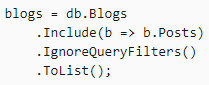 blogs = db.Blogs
    .Include(b => b.Posts)
    .IgnoreQueryFilters()
    .ToList();